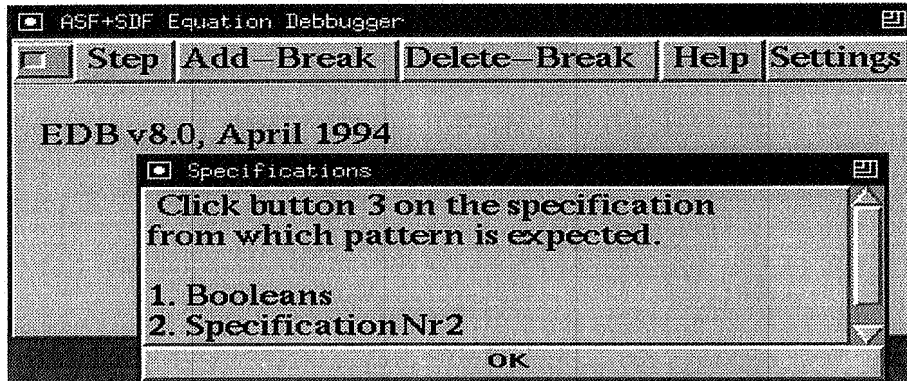 ASF+SDF Equation Debbugger
Step Add-Break Delete-Break Help Settings
EDB v8.0, April 1994
Specifications
Click button 3 on the specification
from which pattern is expected.
1. Booleans
2. SpecificationNr2
OK